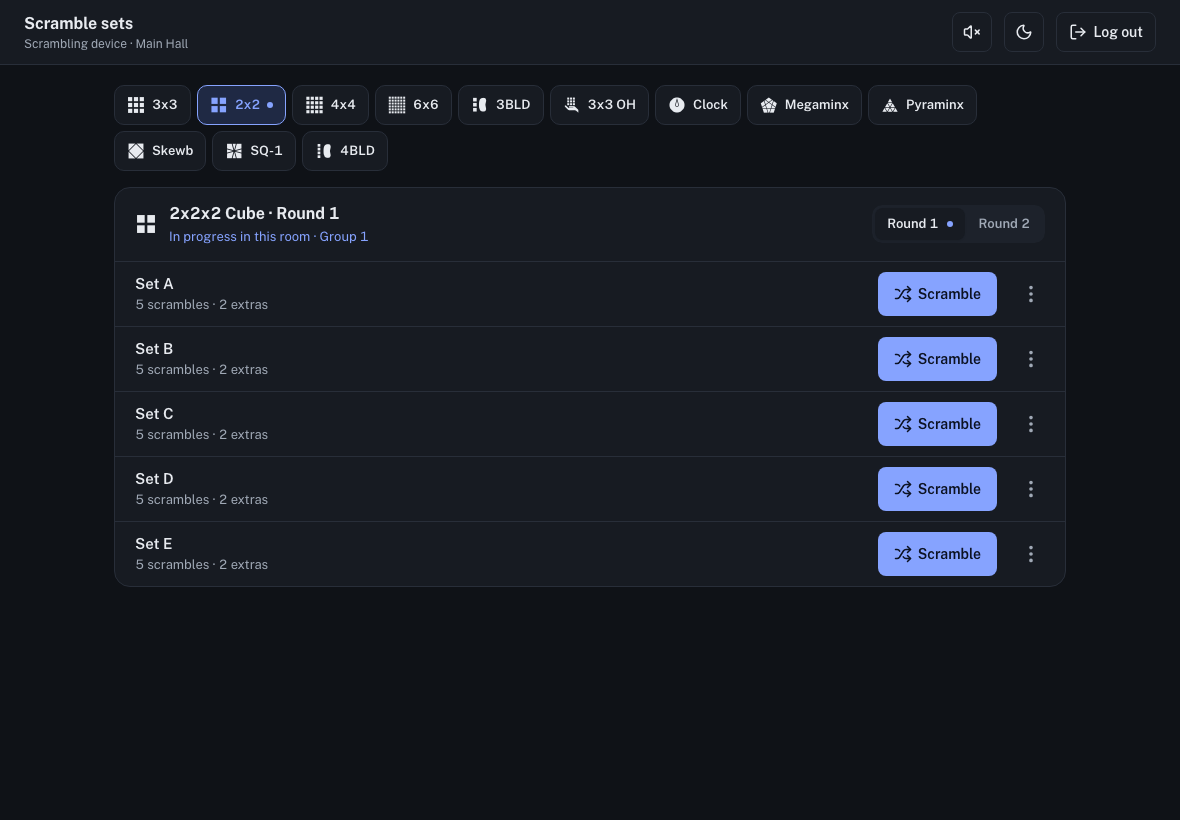 Scramble sets
Scrambling device · Main Hall
Log out
3x3
2x2
4x4
6x6
3BLD
3x3 OH
Clock
Megaminx
Pyraminx
Skewb
SQ-1
4BLD
2x2x2 Cube · Round 1
In progress in this room · Group 1
Round 1
Round 2
Set A
5 scrambles · 2 extras
Scramble
Set B
5 scrambles · 2 extras
Scramble
Set C
5 scrambles · 2 extras
Scramble
Set D
5 scrambles · 2 extras
Scramble
Set E
5 scrambles · 2 extras
Scramble